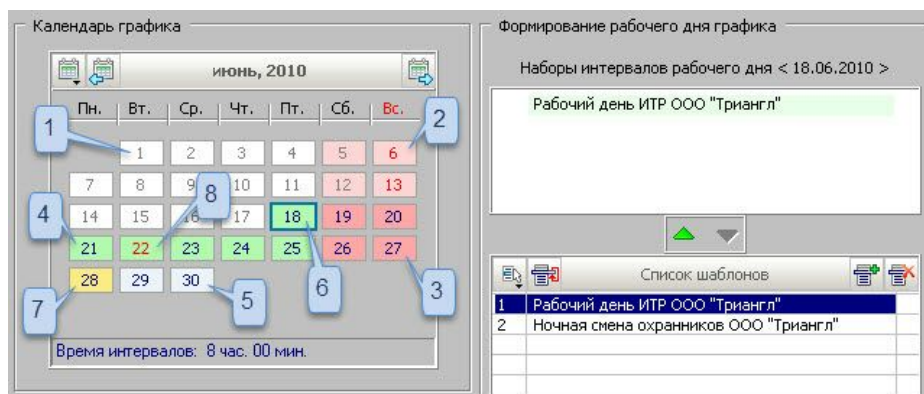 Календарь графика
июнь, 2010
Пн. Вт. Ср. Чт. Пт. Сб. Вс.
1 2
1 2 3 4 5 6
7 8 9 10 11 12 13
8
4 14 15 16 17 18 19 20
21 22 23 24 25 26 27
28 29 30
7 5 6 3
Время интервалов: 8 час. 00 мин.
Формирование рабочего дня графика
Наборы интервалов рабочего дня < 18.06.2010 >
Рабочий день ИТР ООО "Триангл"
Список шаблонов
1 Рабочий день ИТР ООО "Триангл"
2 Ночная смена охранников ООО "Триангл"